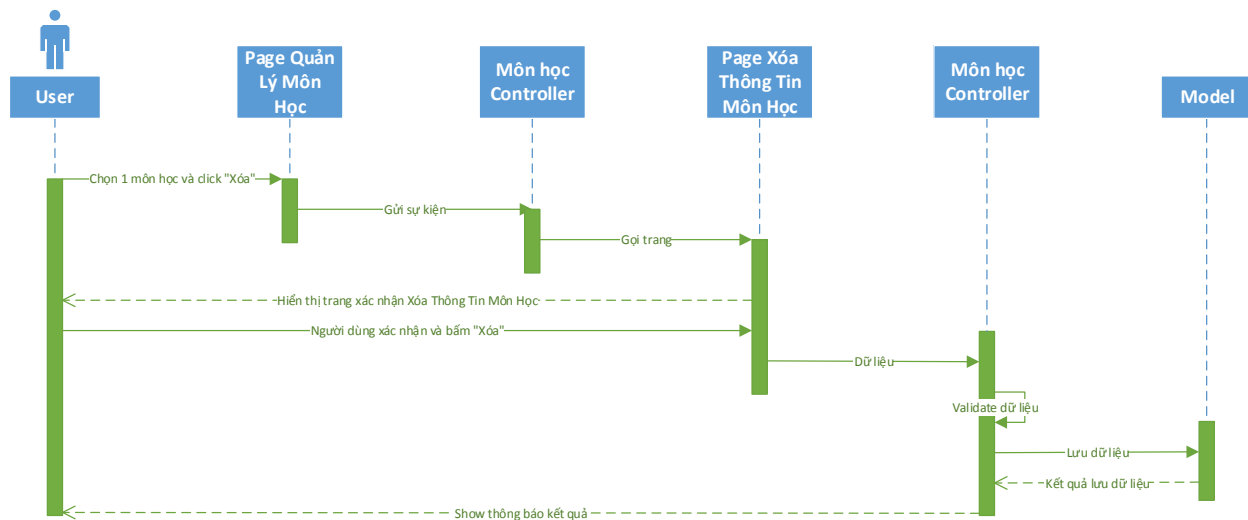 User
Page Quản
Lý Môn
Học
Môn học
Controller
Page Xóa
Thông Tin
Môn Học
Môn học
Controller
Model
Chọn 1 môn học và click "Xóa"
Gửi sự kiện
Gọi trang
Hiển thị trang xác nhận Xóa Thông Tin Môn Học
Người dùng xác nhận và bấm "Xóa"
Dữ liệu
Validate dữ liệu
Lưu dữ liệu
Kết quả lưu dữ liệu
Show thông báo kết quả